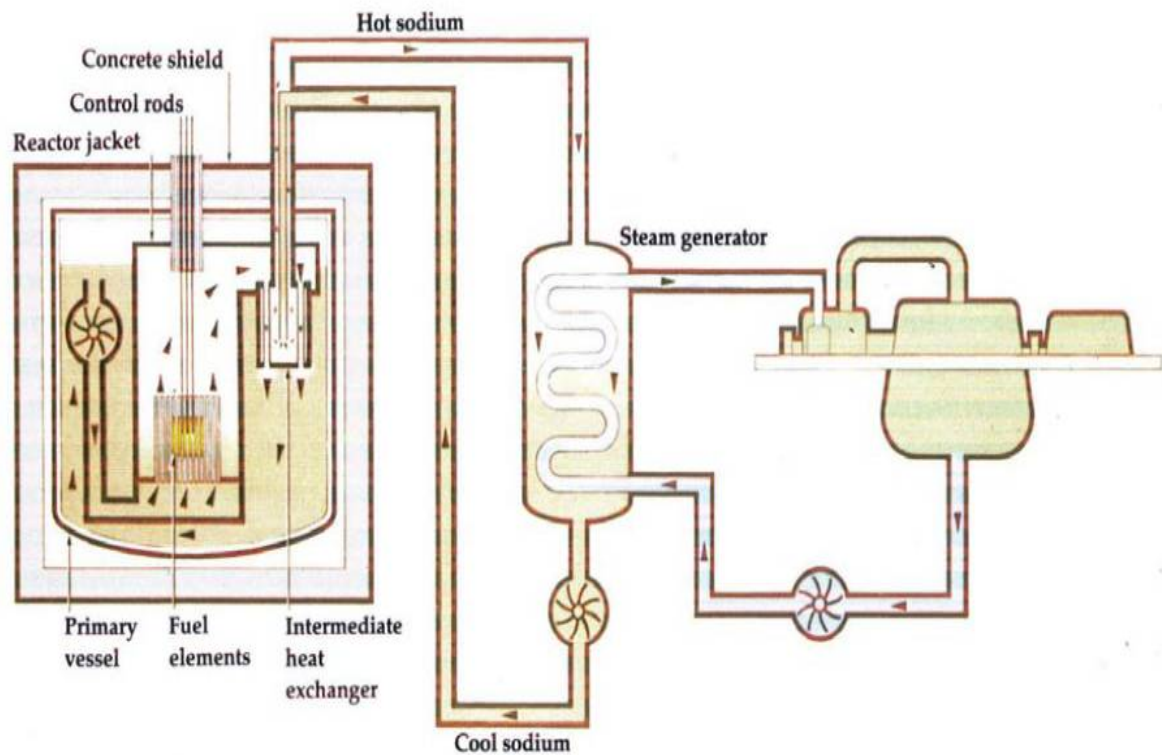 Hot sodium
Concrete shield
Control rods
Reactor jacket
Steam generator
Primary
vessel
Fuel
elements
Intermediate
heat
exchanger
Cool sodium